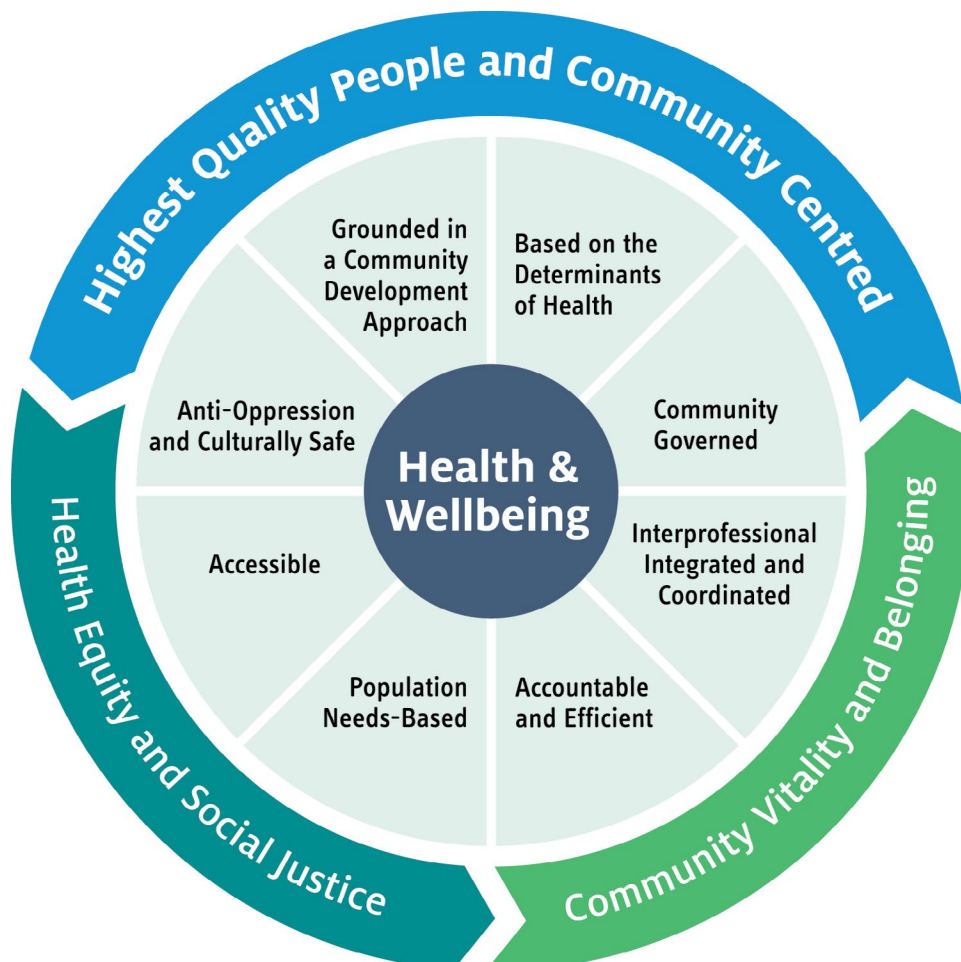 Highest Quality People and Community Centred
Grounded in
a Community
Development
Approach
Based on the
Determinants
of Health
Anti-Oppression
and Culturally Safe
Community
Governed
Health &
Wellbeing
Accessible
Interprofessional
Integrated and
Coordinated
Population
Needs-Based
Accountable
and Efficient
Health Equity and Social Justice
Community Vitality and Belonging